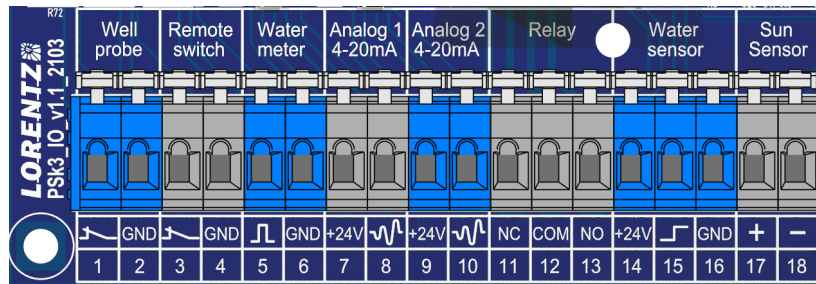 R72
Well probe
Remote switch
Water meter
Analog 1 4-20mA
Analog 2 4-20mA
Relay
Water sensor
Sun Sensor
LORENTZ
PSk3_IO v1.1_2103
GND GND GND +24V +24V NC COM NO +24V GND + −
1 2 3 4 5 6 7 8 9 10 11 12 13 14 15 16 17 18